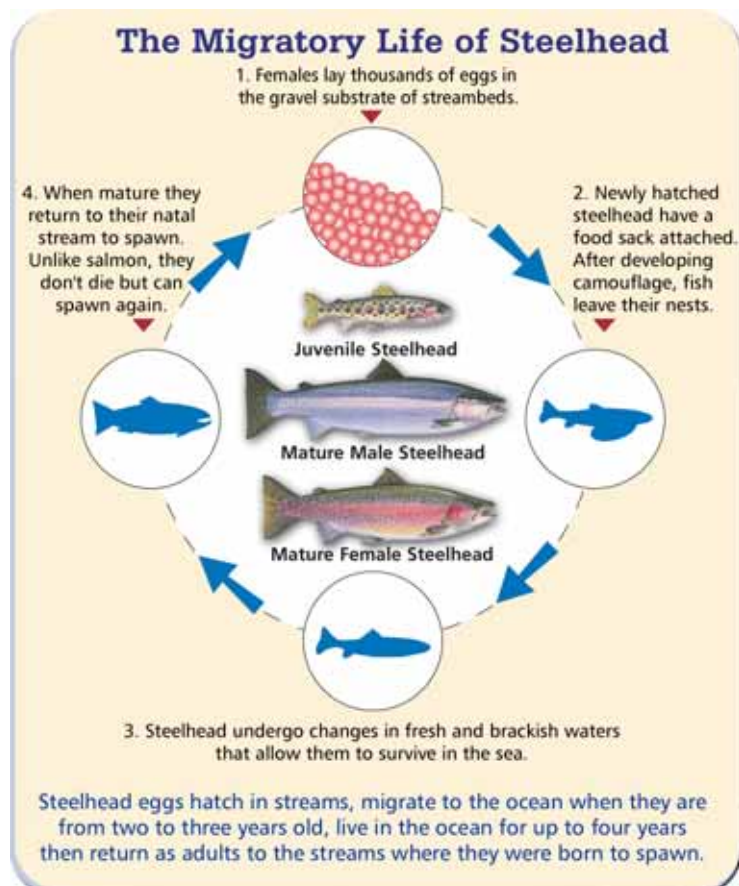 The Migratory Life of Steelhead
1. Females lay thousands of eggs in
the gravel substrate of streambeds.
4. When mature they
return to their natal
stream to spawn.
Unlike salmon, they
don't die but can
spawn again.
2. Newly hatched
steelhead have a
food sack attached.
After developing
camouflage, fish
leave their nests.
Juvenile Steelhead
Mature Male Steelhead
Mature Female Steelhead
3. Steelhead undergo changes in fresh and brackish waters
that allow them to survive in the sea.
Steelhead eggs hatch in streams, migrate to the ocean when they are
from two to three years old, live in the ocean for up to four years
then return as adults to the streams where they were born to spawn.